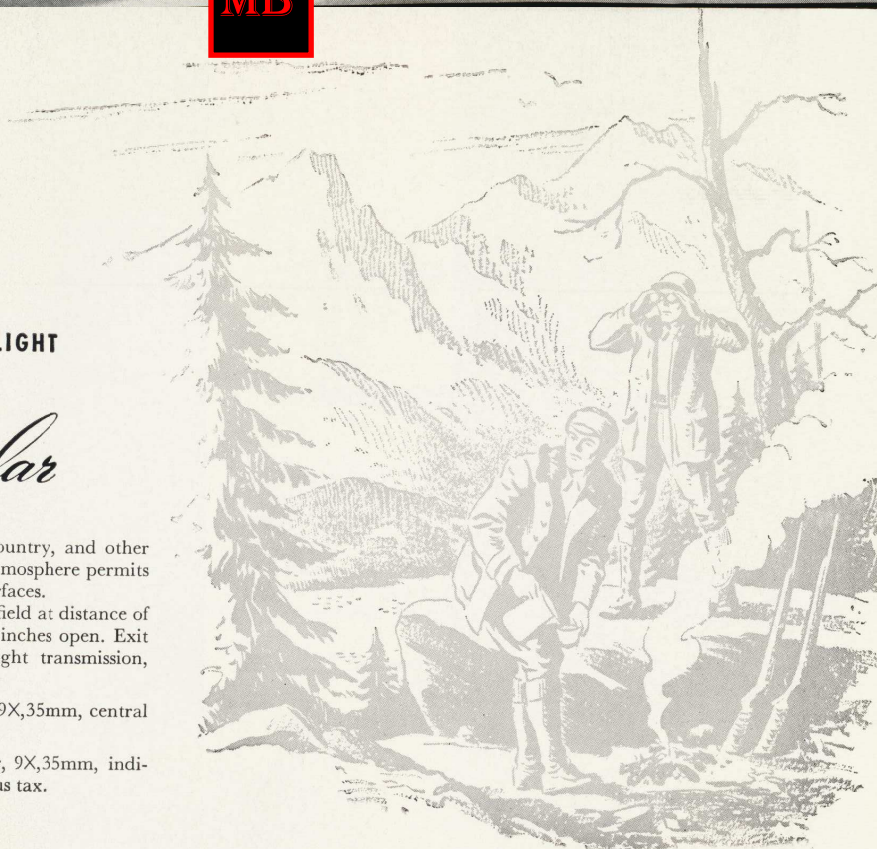 MB
LIGHT
lar
ountry, and other
mosphere permits
faces.
field at distance of
inches open. Exit
ght transmission,
9X,35mm, central
, 9X,35mm, indi-
us tax.